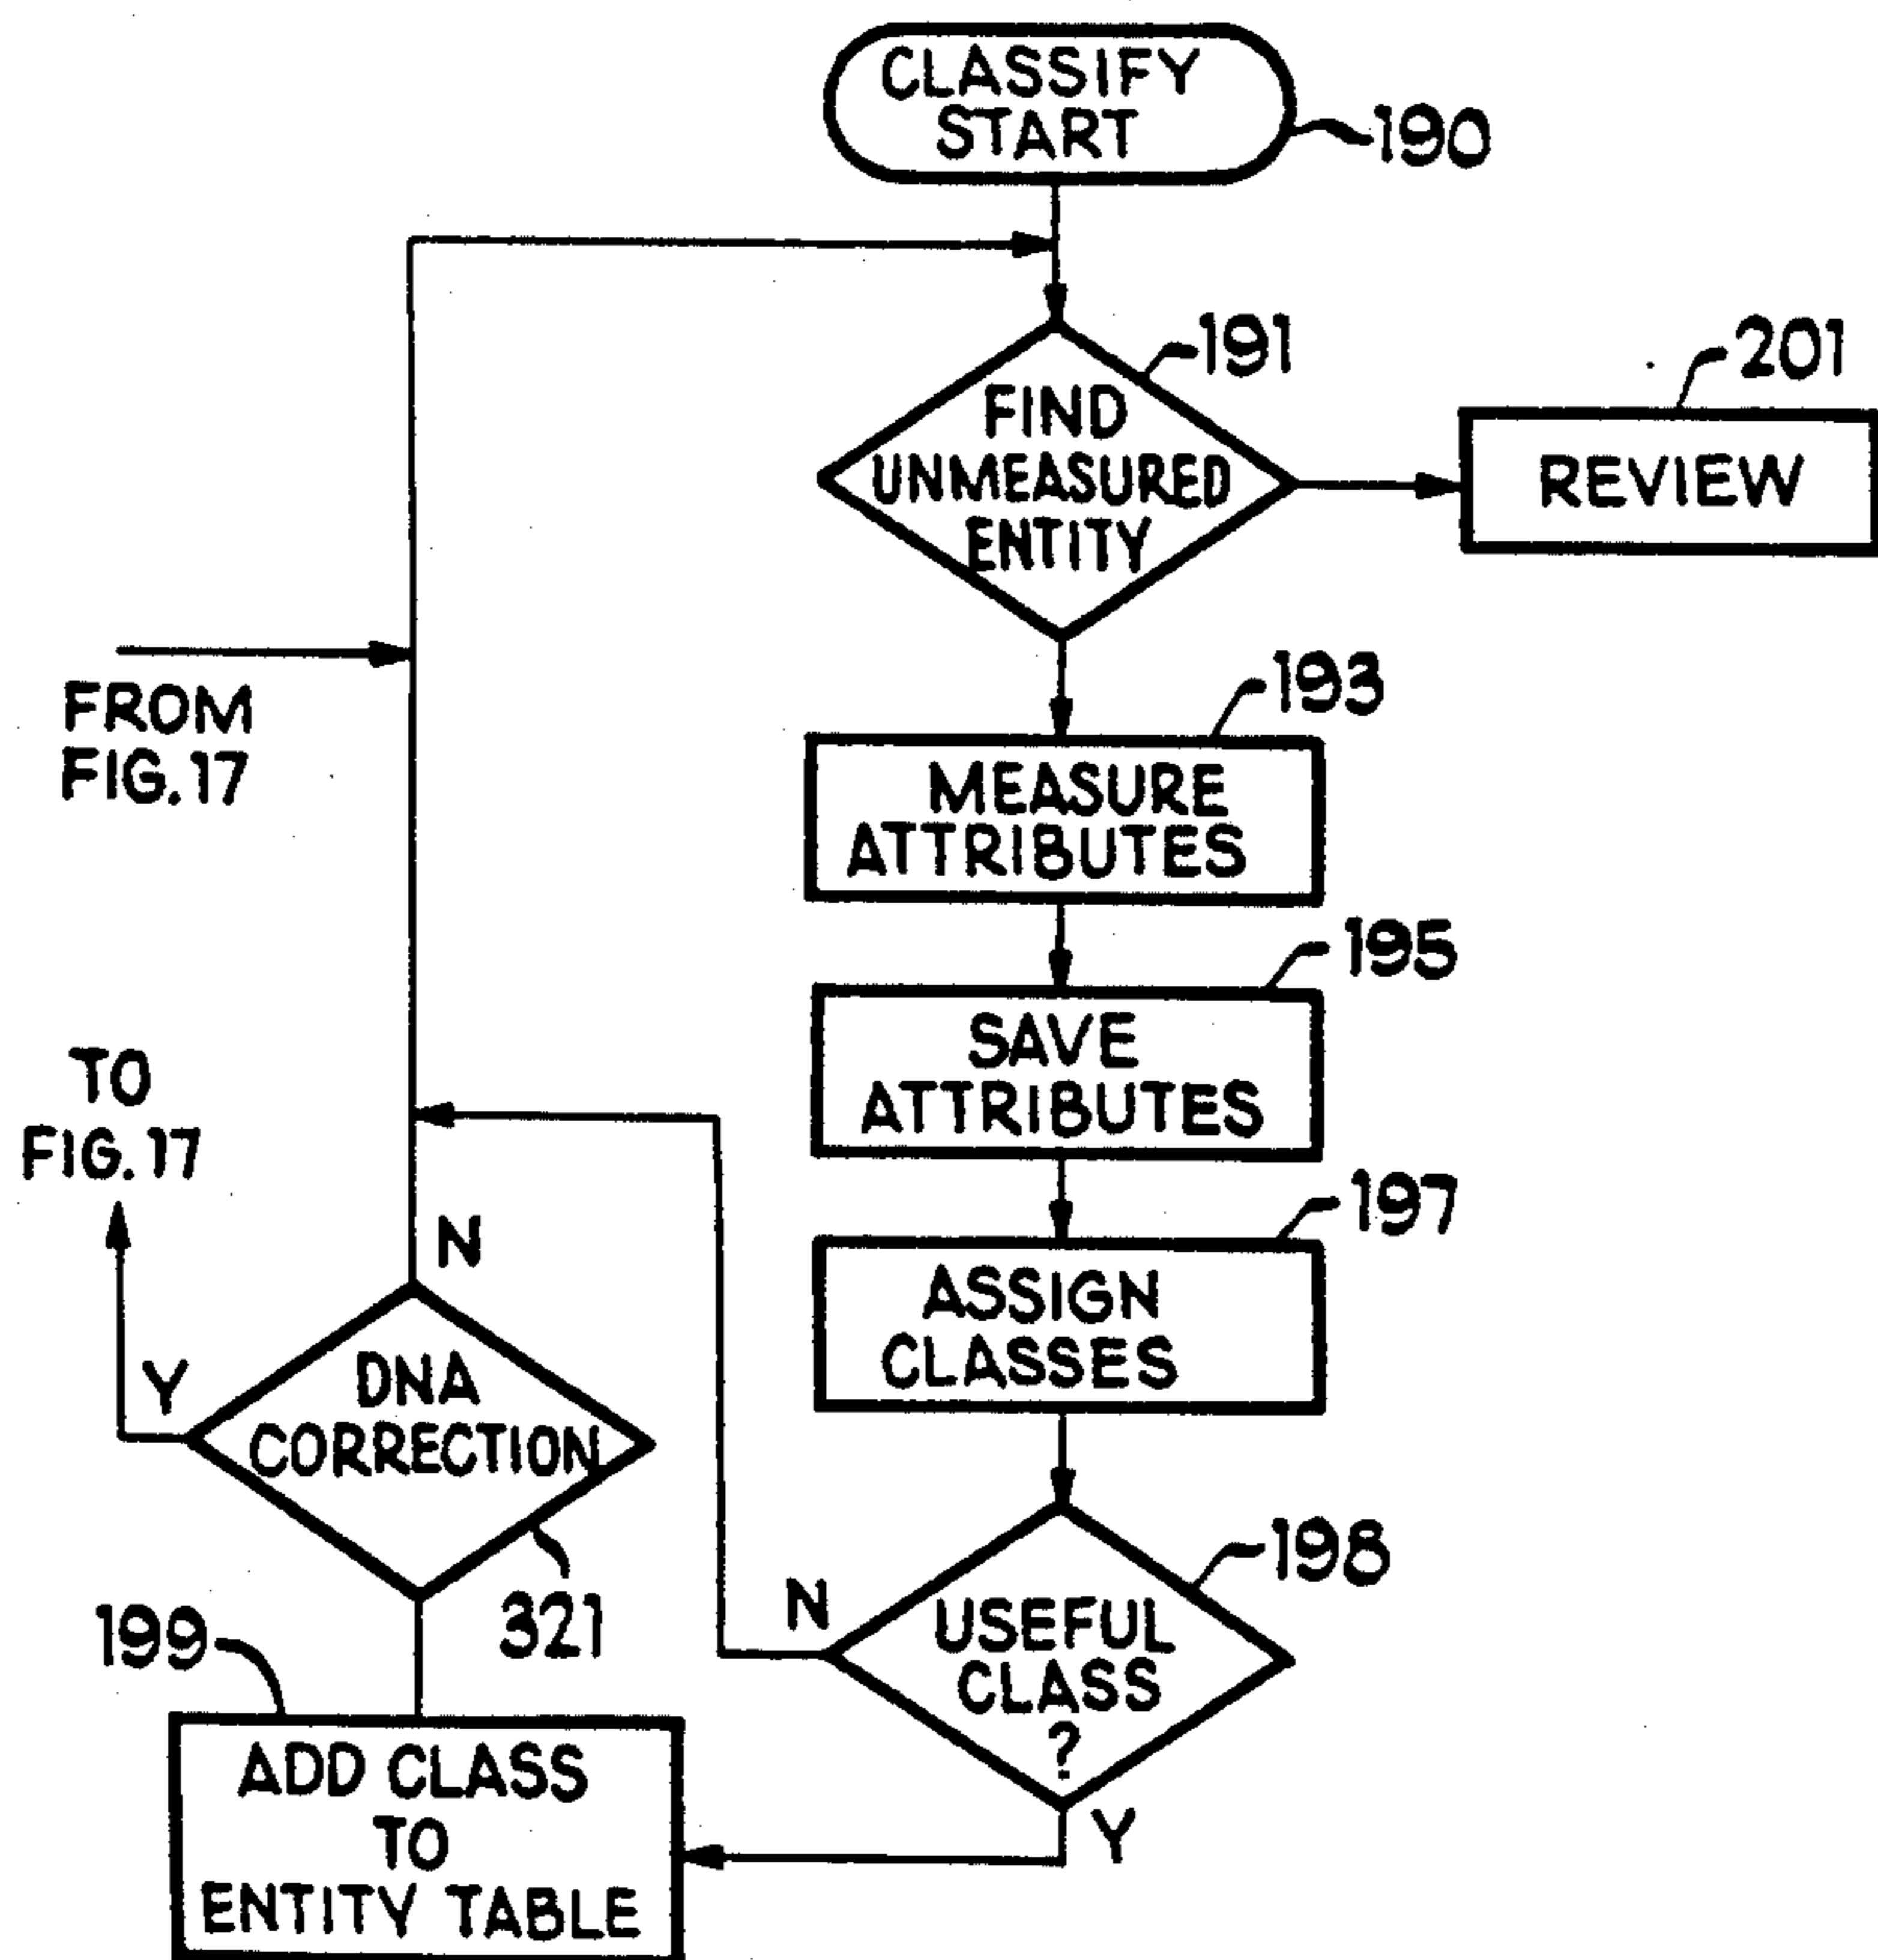 CLASSIFY
START
190
191
FIND
UNMEASURED
ENTITY
201
REVIEW
FROM
FIG. 17
193
MEASURE
ATTRIBUTES
195
SAVE
ATTRIBUTES
TO
FIG. 17
197
ASSIGN
CLASSES
N
Y
DNA
CORRECTION
321
198
N
USEFUL
CLASS
?
Y
199
ADD CLASS
TO
ENTITY TABLE